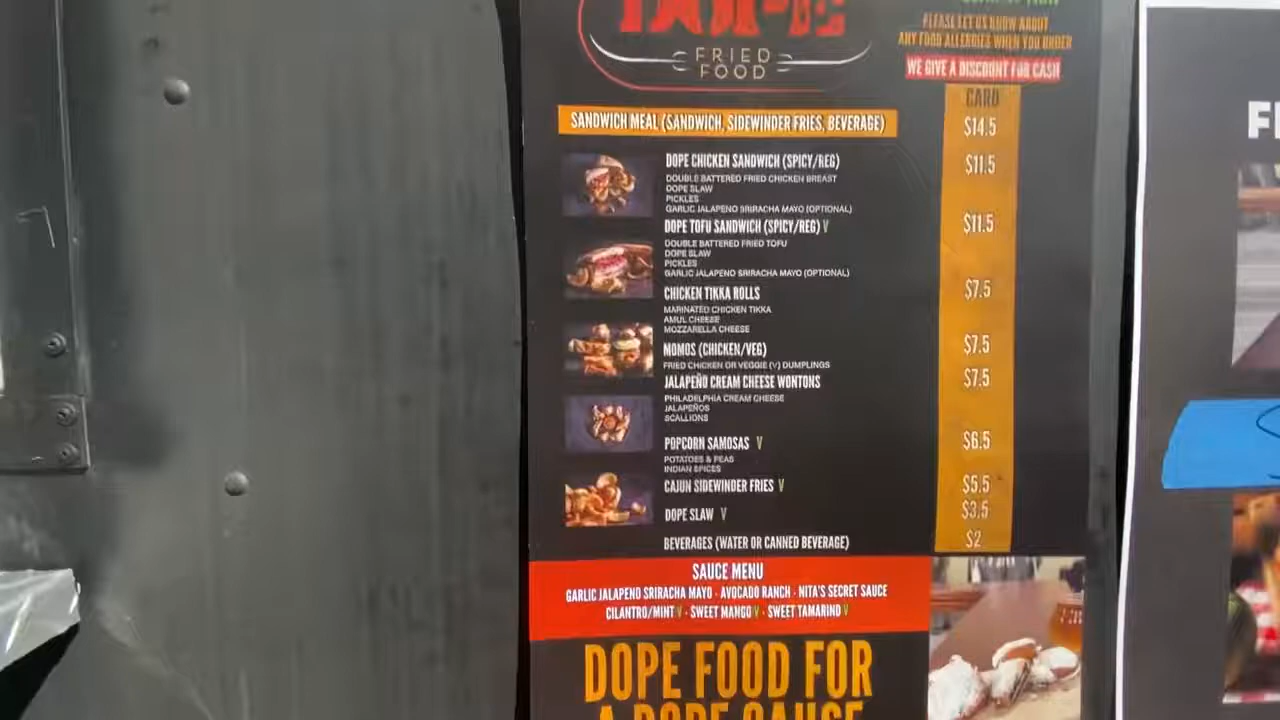 DOPE
FRIED
FOOD
PLEASE LET US KNOW ABOUT
ANY FOOD ALLERGIES WHEN YOU ORDER
WE GIVE A DISCOUNT FOR CASH
CARD
SANDWICH MEAL (SANDWICH, SIDEWINDER FRIES, BEVERAGE) $14.5
DOPE CHICKEN SANDWICH (SPICY/REG) $11.5
DOUBLE BATTERED FRIED CHICKEN BREAST
DOPE SLAW
PICKLES
GARLIC JALAPENO SRIRACHA MAYO (OPTIONAL)
DOPE TOFU SANDWICH (SPICY/REG) V $11.5
DOUBLE BATTERED FRIED TOFU
DOPE SLAW
PICKLES
GARLIC JALAPENO SRIRACHA MAYO (OPTIONAL)
CHICKEN TIKKA ROLLS $7.5
MARINATED CHICKEN TIKKA
AMUL CHEESE
MOZZARELLA CHEESE
MOMOS (CHICKEN/VEG) $7.5
FRIED CHICKEN OR VEGGIE (V) DUMPLINGS
JALAPEÑO CREAM CHEESE WONTONS $7.5
PHILADELPHIA CREAM CHEESE
JALAPEÑOS
SCALLIONS
POPCORN SAMOSAS V $6.5
POTATOES & PEAS
INDIAN SPICES
CAJUN SIDEWINDER FRIES V $5.5
DOPE SLAW V $3.5
BEVERAGES (WATER OR CANNED BEVERAGE) $2
SAUCE MENU
GARLIC JALAPENO SRIRACHA MAYO · AVOCADO RANCH · NITA'S SECRET SAUCE
CILANTRO/MINT V · SWEET MANGO V · SWEET TAMARIND V
DOPE FOOD FOR
A DOPE CAUSE